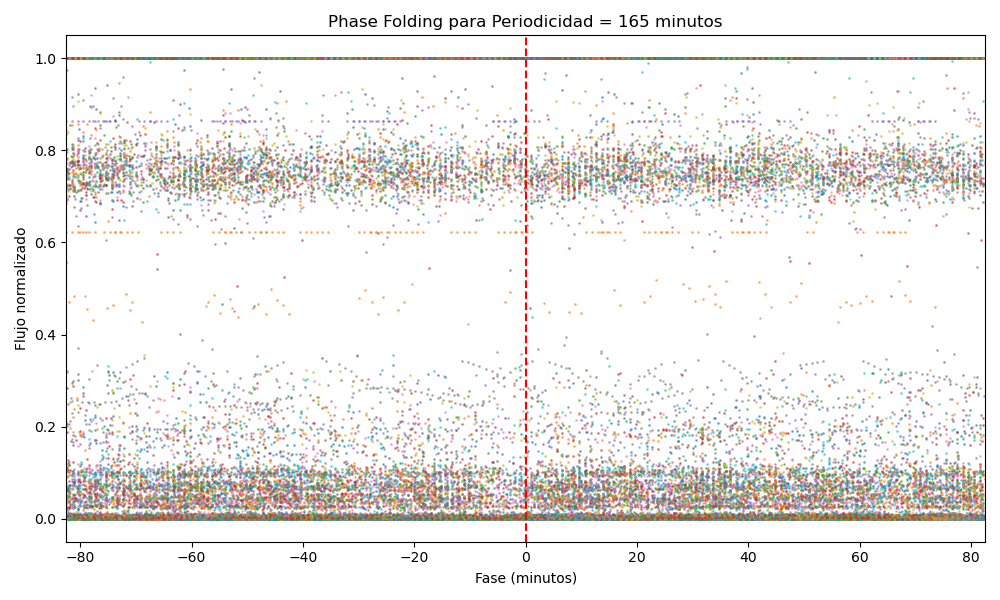 Phase Folding para Periodicidad = 165 minutos
Flujo normalizado
1.0
0.8
0.6
0.4
0.2
0.0
−80 −60 −40 −20 0 20 40 60 80
Fase (minutos)